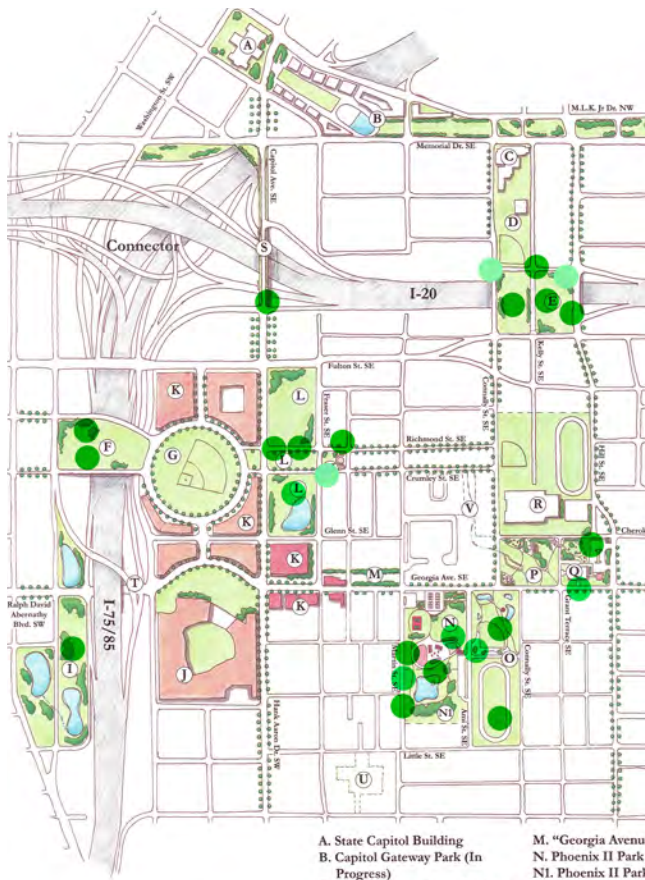 A
Washington St. SW
B
M.L.K. Jr Dr. NW
Memorial Dr. SE
C
Capitol Ave. SE
D
Connector
S
I-20
E
Kelly St. SE
Fulton St. SE
K
L
Fraser St. SE
Connally St. SE
Hill St. SE
F
G
Richmond St. SE
L
Crumley St. SE
L
R
K
Glenn St. SE
V
Cherok
K
M
Georgia Ave. SE
P
Q
T
Ralph David
Abernathy
Blvd. SW
I-75/85
K
Grant Terrace SE
N
I
J
Martin St. SE
O
Connally St. SE
N1
Ami St. SE
Hank Aaron Dr. SW
Little St. SE
U
A. State Capitol Building
B. Capitol Gateway Park (In
Progress)
M. “Georgia Avenu
N. Phoenix II Park
N1. Phoenix II Park